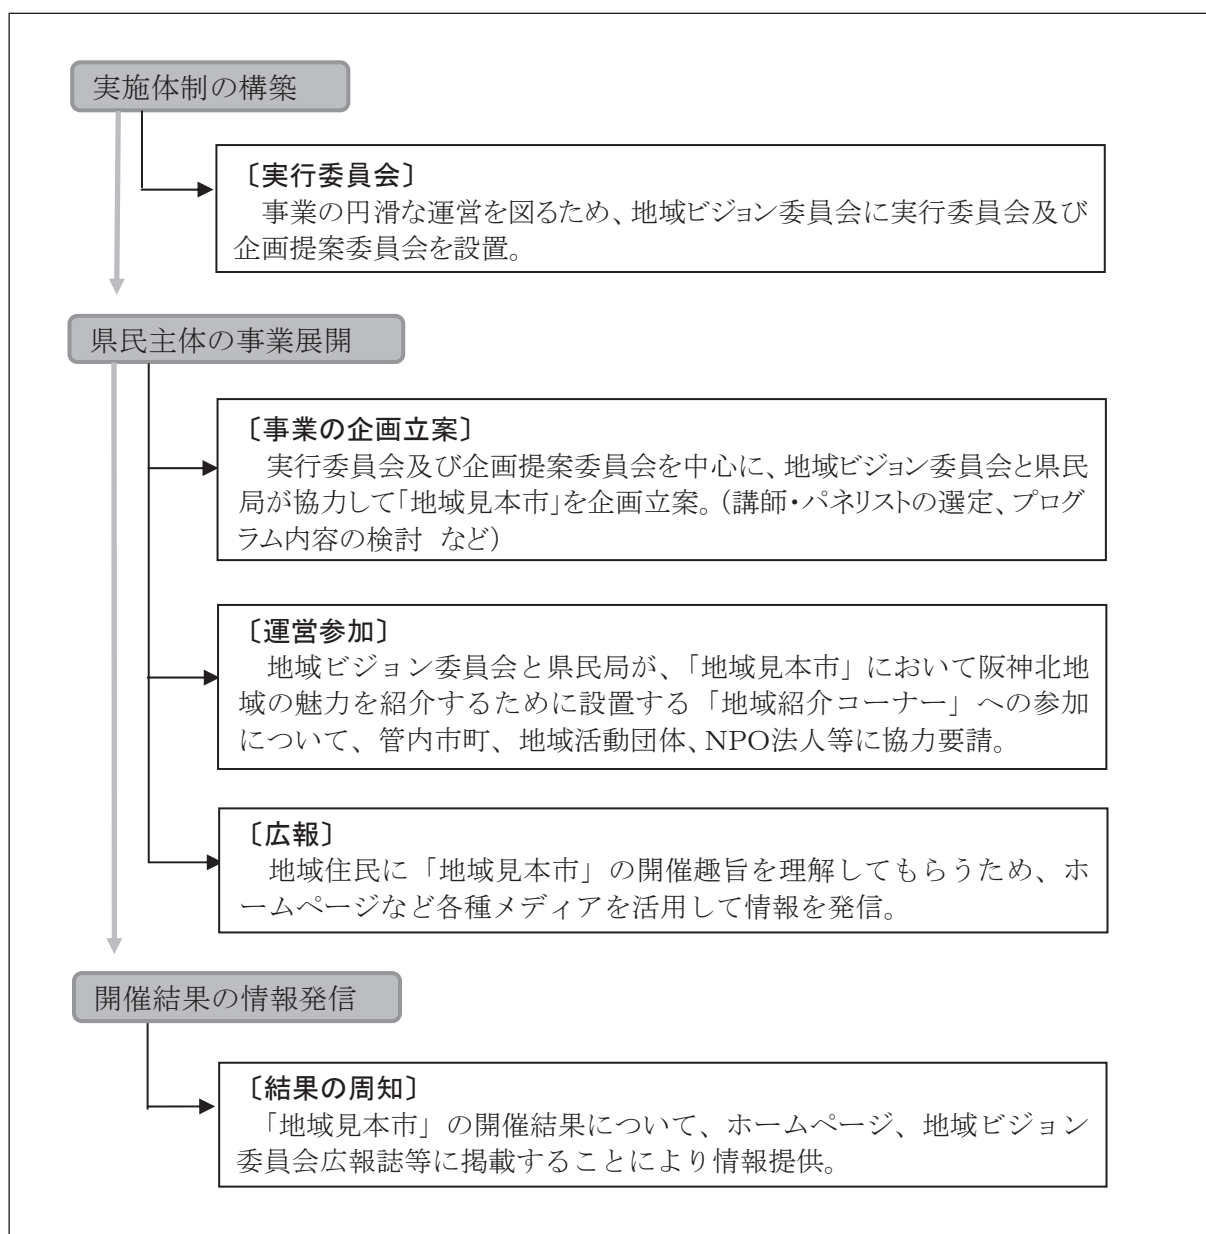 実施体制の構築
〔実行委員会〕
事業の円滑な運営を図るため、地域ビジョン委員会に実行委員会及び
企画提案委員会を設置。
県民主体の事業展開
〔事業の企画立案〕
実行委員会及び企画提案委員会を中心に、地域ビジョン委員会と県民
局が協力して「地域見本市」を企画立案。(講師・パネリストの選定、プログ
ラム内容の検討 など)
〔運営参加〕
地域ビジョン委員会と県民局が、「地域見本市」において阪神北地
域の魅力を紹介するために設置する「地域紹介コーナー」への参加
について、管内市町、地域活動団体、NPO法人等に協力要請。
〔広報〕
地域住民に「地域見本市」の開催趣旨を理解してもらうため、ホ
ームページなど各種メディアを活用して情報を発信。
開催結果の情報発信
〔結果の周知〕
「地域見本市」の開催結果について、ホームページ、地域ビジョン
委員会広報誌等に掲載することにより情報提供。